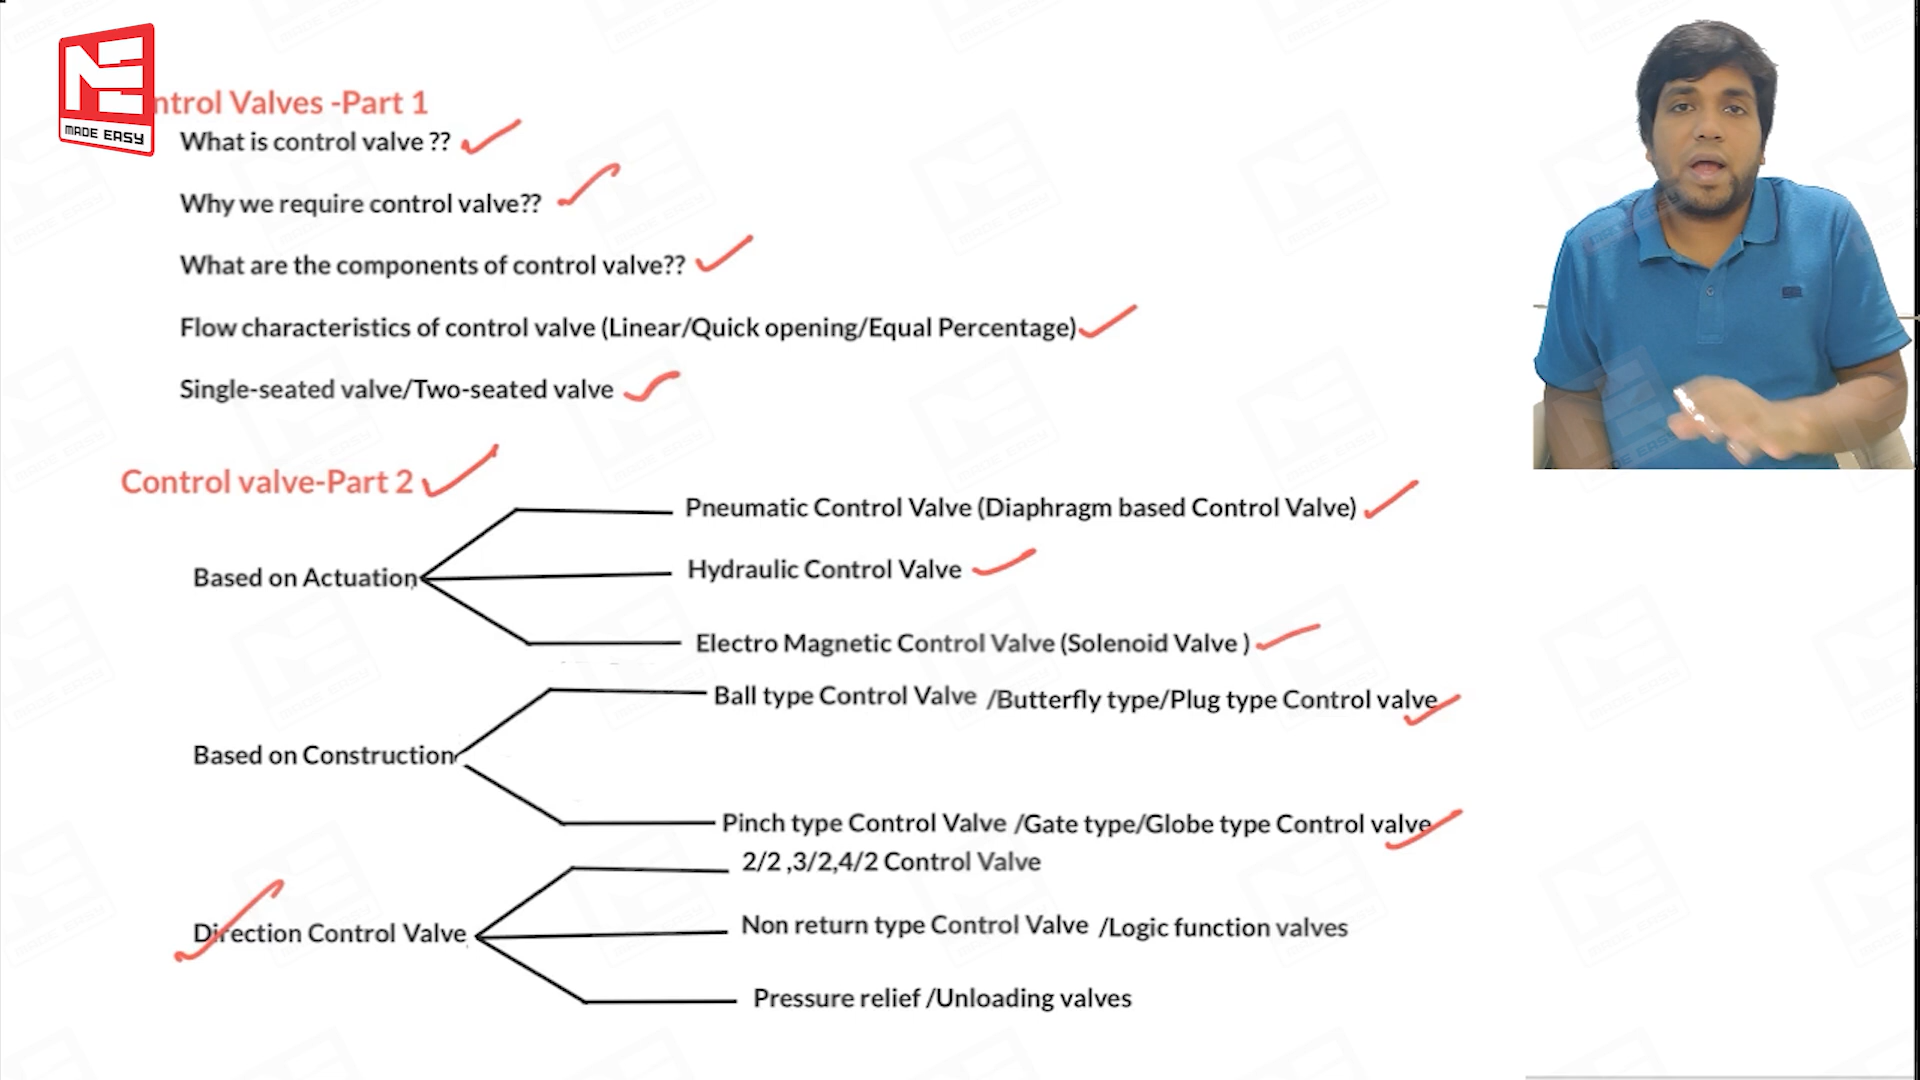 MADE EASY
ntrol Valves -Part 1
What is control valve ??
Why we require control valve??
What are the components of control valve??
Flow characteristics of control valve (Linear/Quick opening/Equal Percentage)
Single-seated valve/Two-seated valve
Control valve-Part 2
Pneumatic Control Valve (Diaphragm based Control Valve)
Based on Actuation
Hydraulic Control Valve
Electro Magnetic Control Valve (Solenoid Valve )
Ball type Control Valve /Butterfly type/Plug type Control valve
Based on Construction
Pinch type Control Valve /Gate type/Globe type Control valve
2/2 ,3/2,4/2 Control Valve
Direction Control Valve
Non return type Control Valve /Logic function valves
Pressure relief /Unloading valves